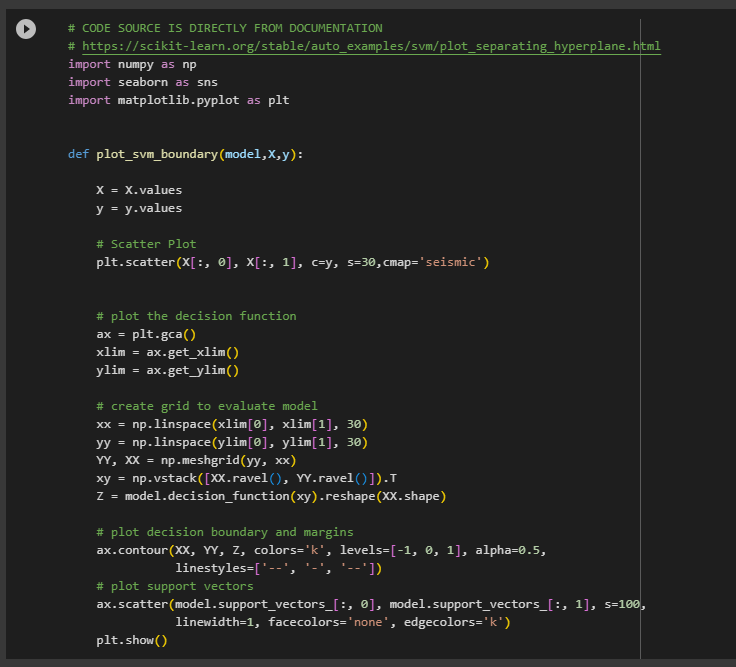 # CODE SOURCE IS DIRECTLY FROM DOCUMENTATION
# https://scikit-learn.org/stable/auto_examples/svm/plot_separating_hyperplane.html
import numpy as np
import seaborn as sns
import matplotlib.pyplot as plt
def plot_svm_boundary(model,X,y):
X = X.values
y = y.values
# Scatter Plot
plt.scatter(X[:, 0], X[:, 1], c=y, s=30,cmap='seismic')
# plot the decision function
ax = plt.gca()
xlim = ax.get_xlim()
ylim = ax.get_ylim()
# create grid to evaluate model
xx = np.linspace(xlim[0], xlim[1], 30)
yy = np.linspace(ylim[0], ylim[1], 30)
YY, XX = np.meshgrid(yy, xx)
xy = np.vstack([XX.ravel(), YY.ravel()]).T
Z = model.decision_function(xy).reshape(XX.shape)
# plot decision boundary and margins
ax.contour(XX, YY, Z, colors='k', levels=[-1, 0, 1], alpha=0.5,
linestyles=['--', '-', '--'])
# plot support vectors
ax.scatter(model.support_vectors_[:, 0], model.support_vectors_[:, 1], s=100,
linewidth=1, facecolors='none', edgecolors='k')
plt.show()